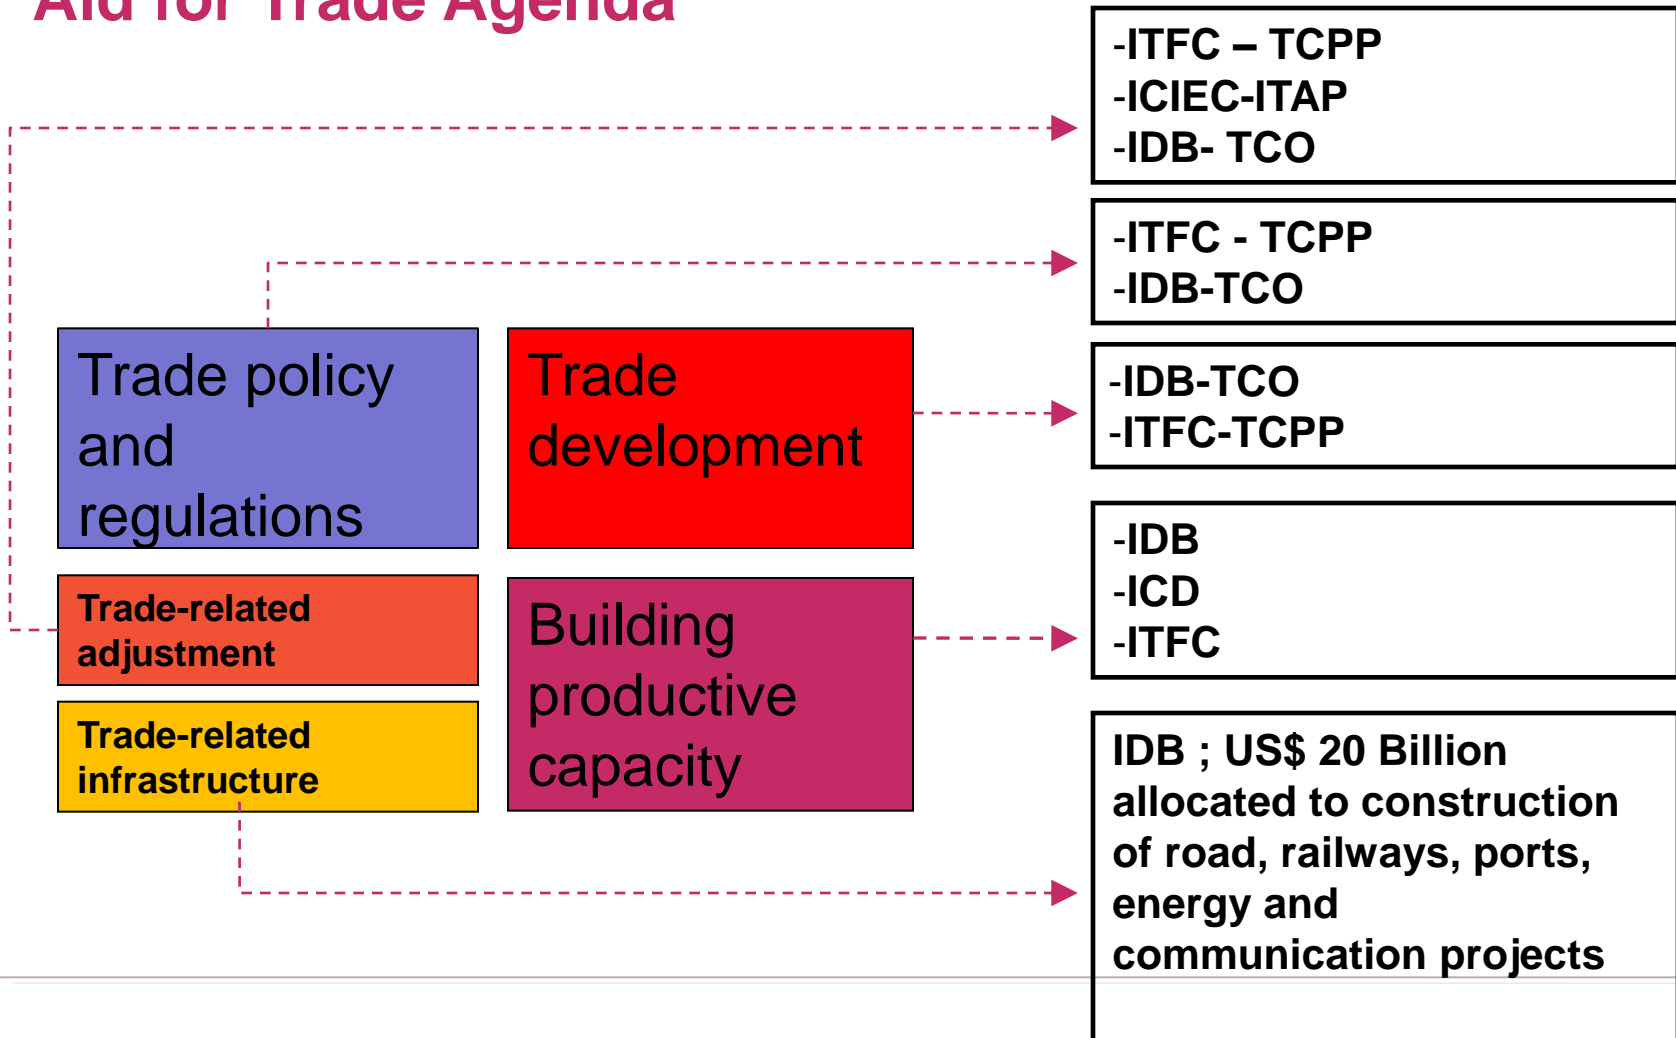 Aid for Trade Agenda
-ITFC – TCPP
-ICIEC-ITAP
-IDB- TCO
-ITFC - TCPP
-IDB-TCO
Trade policy
and
regulations
Trade
development
-IDB-TCO
-ITFC-TCPP
Trade-related
adjustment
Building
productive
capacity
-IDB
-ICD
-ITFC
Trade-related
infrastructure
IDB ; US$ 20 Billion
allocated to construction
of road, railways, ports,
energy and
communication projects